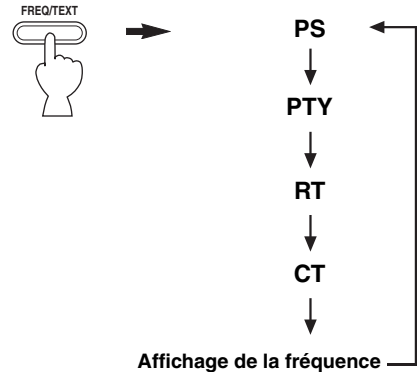 FREQ/TEXT
PS
PTY
RT
CT
Affichage de la fréquence